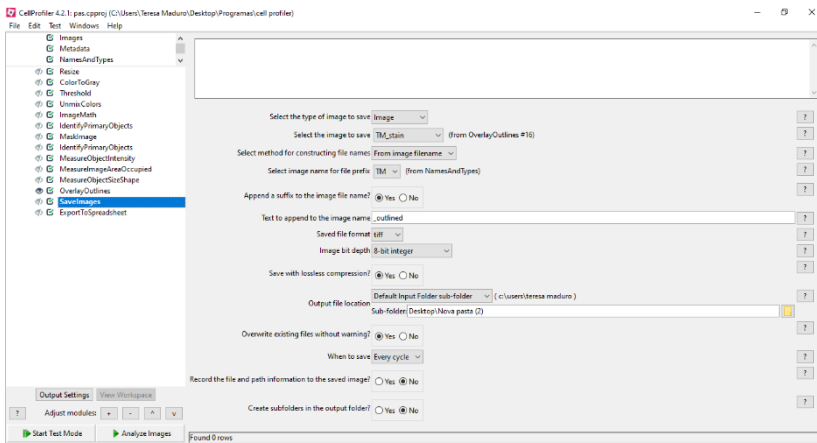 CellProfiler 4.2.1: pas.cpproj (C:\Users\Teresa Maduro\Desktop\Programas\cell profiler)
File Edit Test Windows Help
Images
Metadata
NamesAndTypes
Resize
ColorToGray
Threshold
UnmixColors
ImageMath
IdentifyPrimaryObjects
MaskImage
IdentifyPrimaryObjects
MeasureObjectIntensity
MeasureImageAreaOccupied
MeasureObjectSizeShape
OverlayOutlines
SaveImages
ExportToSpreadsheet
Output Settings View Workspace
? Adjust modules: + - ^ v
Start Test Mode Analyze Images
Select the type of image to save Image ?
Select the image to save TM_stain (from OverlayOutlines #16) ?
Select method for constructing file names From image filename ?
Select image name for file prefix TM (from NamesAndTypes) ?
Append a suffix to the image file name? Yes No ?
Text to append to the image name _outlined ?
Saved file format tiff ?
Image bit depth 8-bit integer ?
Save with lossless compression? Yes No ?
Output file location Default Input Folder sub-folder ( c:\users\teresa maduro ) ?
Sub-folder: Desktop\Nova pasta (2)
Overwrite existing files without warning? Yes No ?
When to save Every cycle ?
Record the file and path information to the saved image? Yes No ?
Create subfolders in the output folder? Yes No ?
Found 0 rows